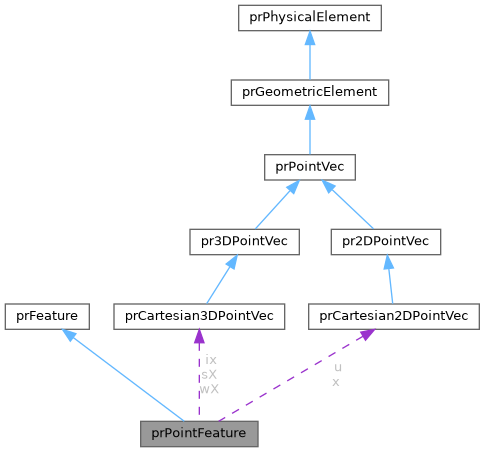 prPhysicalElement
prGeometricElement
prPointVec
pr3DPointVec
pr2DPointVec
prFeature
prCartesian3DPointVec
prCartesian2DPointVec
ix
sX
wX
u
x
prPointFeature